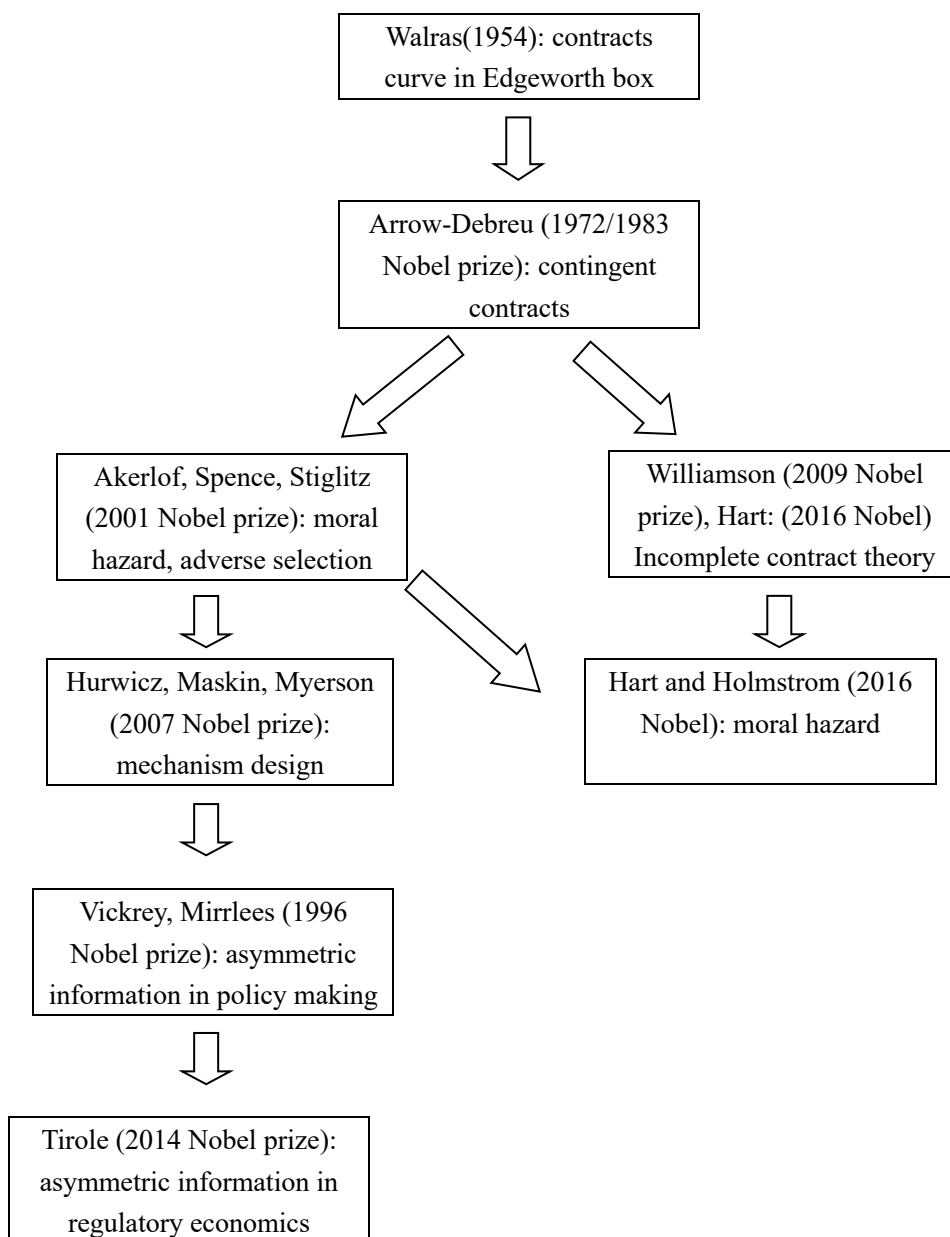 Walras(1954): contracts
curve in Edgeworth box
Arrow-Debreu (1972/1983
Nobel prize): contingent
contracts
Akerlof, Spence, Stiglitz
(2001 Nobel prize): moral
hazard, adverse selection
Williamson (2009 Nobel
prize), Hart: (2016 Nobel)
Incomplete contract theory
Hurwicz, Maskin, Myerson
(2007 Nobel prize):
mechanism design
Hart and Holmstrom (2016
Nobel): moral hazard
Vickrey, Mirrlees (1996
Nobel prize): asymmetric
information in policy making
Tirole (2014 Nobel prize):
asymmetric information in
regulatory economics